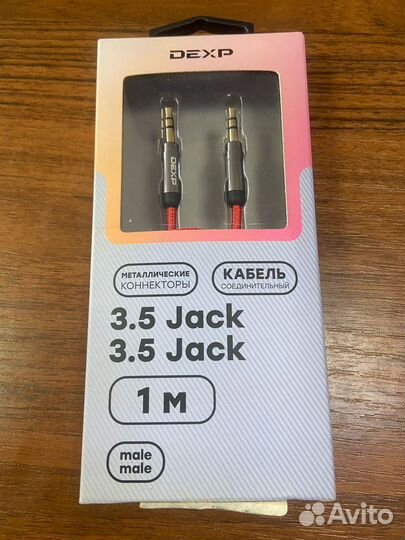 DEXP
DEXP
МЕТАЛЛИЧЕСКИЕ
КОННЕКТОРЫ
КАБЕЛЬ
СОЕДИНИТЕЛЬНЫЙ
3.5 Jack
3.5 Jack
1 м
male
male
Avito